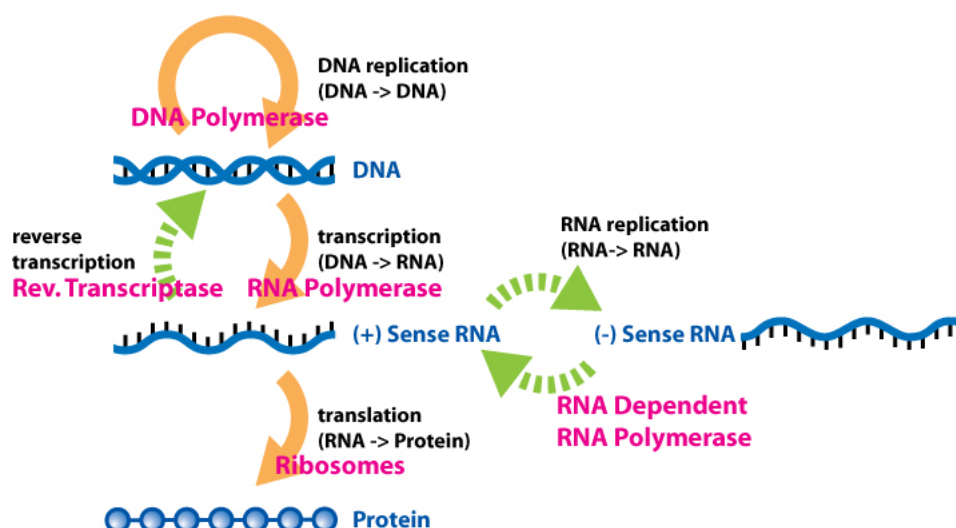 DNA replication
(DNA -> DNA)
DNA Polymerase
DNA
reverse
transcription
Rev. Transcriptase
transcription
(DNA -> RNA)
RNA Polymerase
RNA replication
(RNA-> RNA)
(+) Sense RNA
(-) Sense RNA
RNA Dependent
RNA Polymerase
translation
(RNA -> Protein)
Ribosomes
Protein